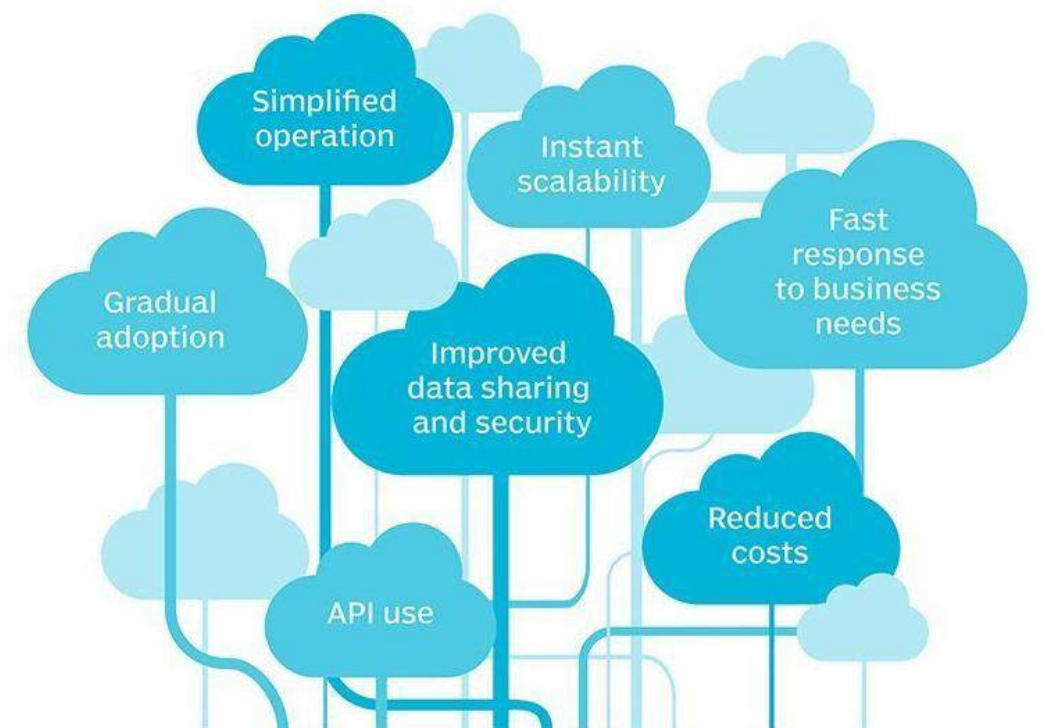 Simplified
operation
Instant
scalability
Fast
response
to business
needs
Gradual
adoption
Improved
data sharing
and security
Reduced
costs
API use